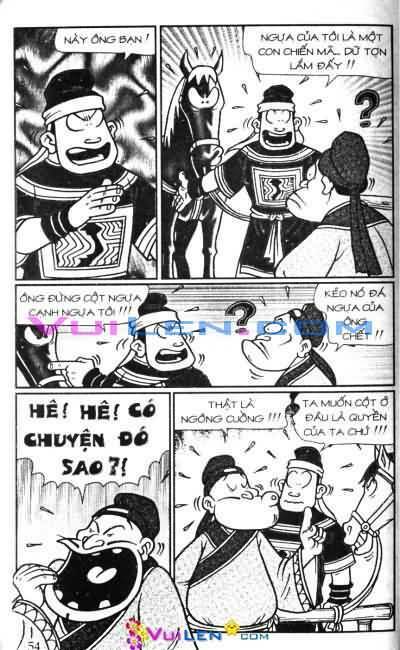 NÀY ÔNG BẠN !
NGỰA CỦA TÔI LÀ MỘT
CON CHIẾN MÃ... DỮ TỢN
LẮM ĐẤY !!
?
ÔNG ĐỪNG CỘT NGỰA
CẠNH NGỰA TÔI !!!
?
KẺO NÓ ĐÁ
NGỰA CỦA
ÔNG
CHẾT !!
VuiLen.com
HÊ! HÊ! CÓ
CHUYỆN ĐÓ
SAO?!
THẬT LÀ
NGÔNG CUỒNG !!!
TA MUỐN CỘT Ở
ĐÂU LÀ QUYỀN
CỦA TA CHỨ !!!
54
VuiLen.com